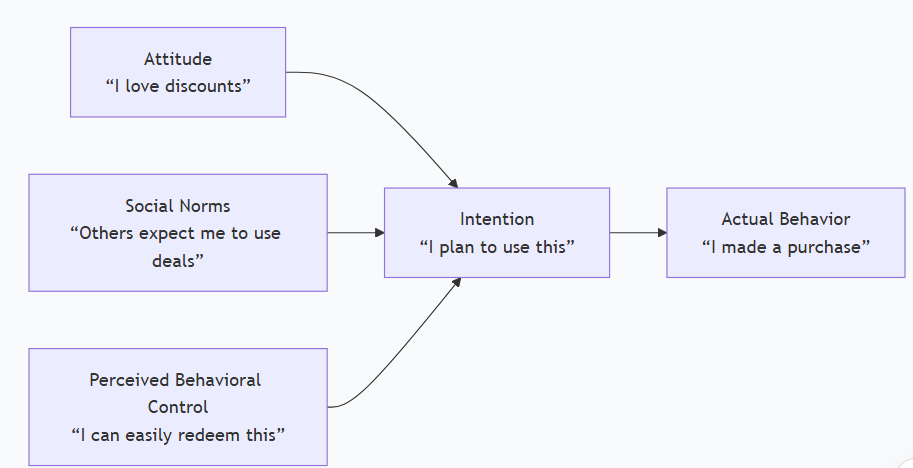 Attitude
“I love discounts”
Social Norms
“Others expect me to use
deals”
Perceived Behavioral
Control
“I can easily redeem this”
Intention
“I plan to use this”
Actual Behavior
“I made a purchase”